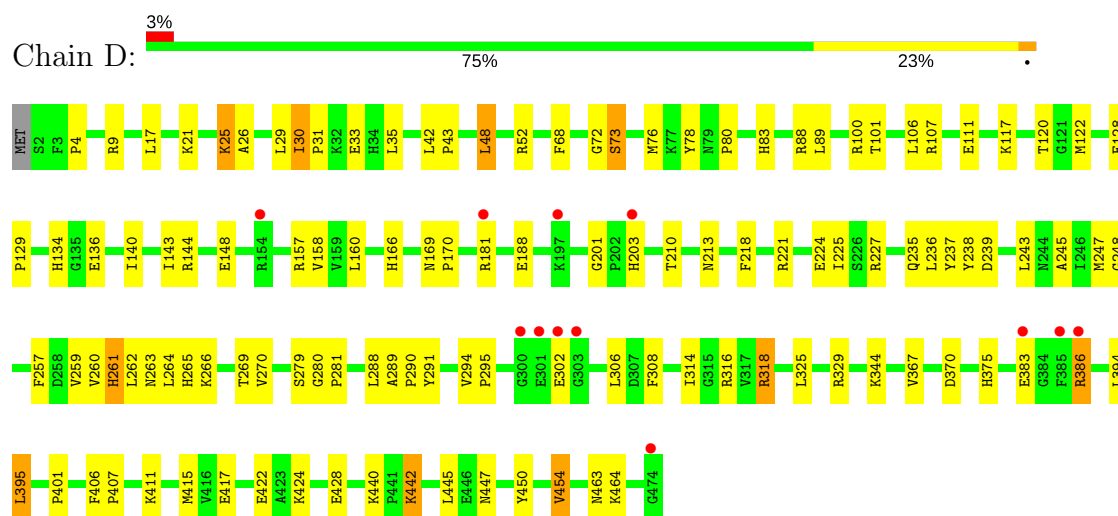 3%
Chain D:
75% 23% •
MET S2 F3 P4 R9 L17 K21 K25 A26 L29 I30 P31 K32 E33 H34 L35 L42 P43 L48 R52 F68 G72 S73 M76 K77 Y78 N79 P80 H83 R88 L89 R100 T101 L106 R107 E111 K117 T120 G121 M122
P129 H134 G135 E136 I140 I143 R144 E148 R154 R157 V158 V159 L160 H166 N169 P170 R181 E188 K197 G201 P202 H203 T210 N213 F218 R221 E224 I225 S226 R227 Q235 L236 Y237 Y238 D239 L243 N244 A245 I246 M247
F257 D258 V259 V260 H261 L262 N263 L264 H265 K266 T269 V270 S279 G280 P281 L288 A289 P290 Y291 V294 P295 G300 E301 E302 G303 L306 D307 F308 I314 G315 R316 V317 R318 L325 R329 K344 V367 D370 H375 E383 G384 F385 R386
L395 P401 F406 P407 K411 M415 V416 E417 E422 A423 K424 E428 K440 P441 K442 L445 E446 N447 Y450 V454 N463 K464 G474